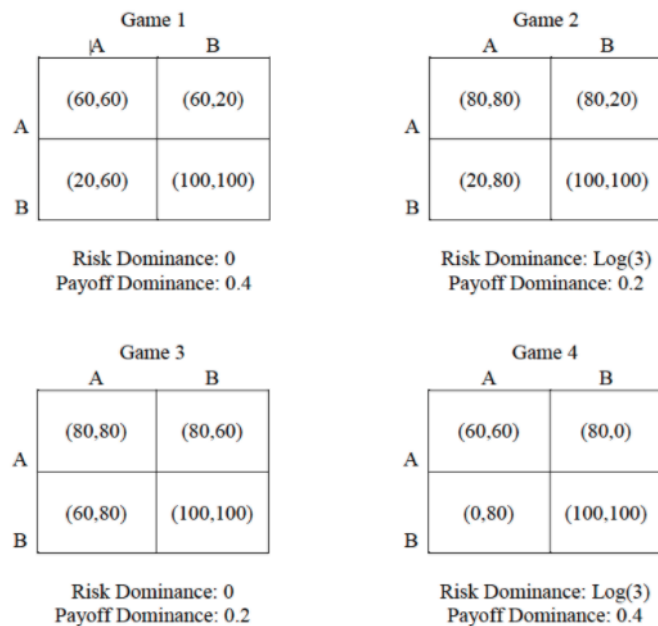 Game 1
A B
A (60,60) (60,20)
B (20,60) (100,100)
Risk Dominance: 0
Payoff Dominance: 0.4
Game 2
A B
A (80,80) (80,20)
B (20,80) (100,100)
Risk Dominance: Log(3)
Payoff Dominance: 0.2
Game 3
A B
A (80,80) (80,60)
B (60,80) (100,100)
Risk Dominance: 0
Payoff Dominance: 0.2
Game 4
A B
A (60,60) (80,0)
B (0,80) (100,100)
Risk Dominance: Log(3)
Payoff Dominance: 0.4